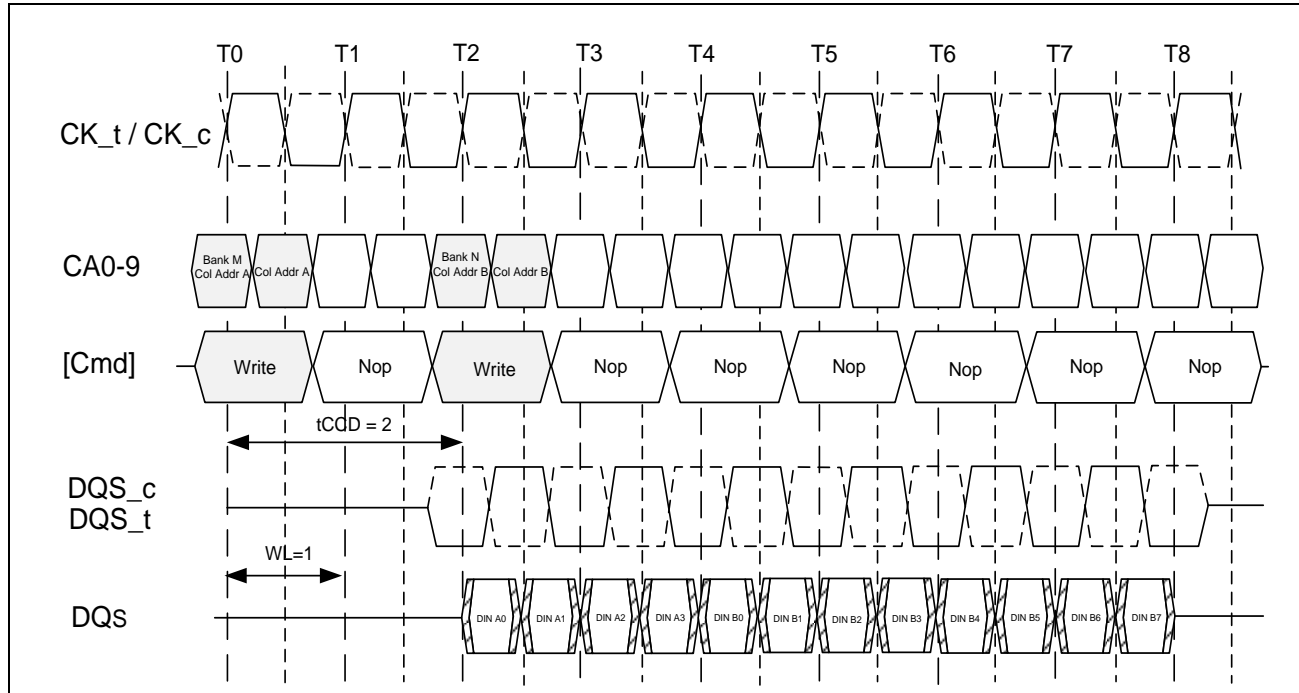 T0 T1 T2 T3 T4 T5 T6 T7 T8
CK_t / CK_c
CA0-9
Bank M
Col Addr A
Col Addr A
Bank N
Col Addr B
Col Addr B
[Cmd]
Write Nop Write Nop Nop Nop Nop Nop Nop
tCCD = 2
DQS_c
DQS_t
WL=1
DQs
DIN A0 DIN A1 DIN A2 DIN A3 DIN B0 DIN B1 DIN B2 DIN B3 DIN B4 DIN B5 DIN B6 DIN B7